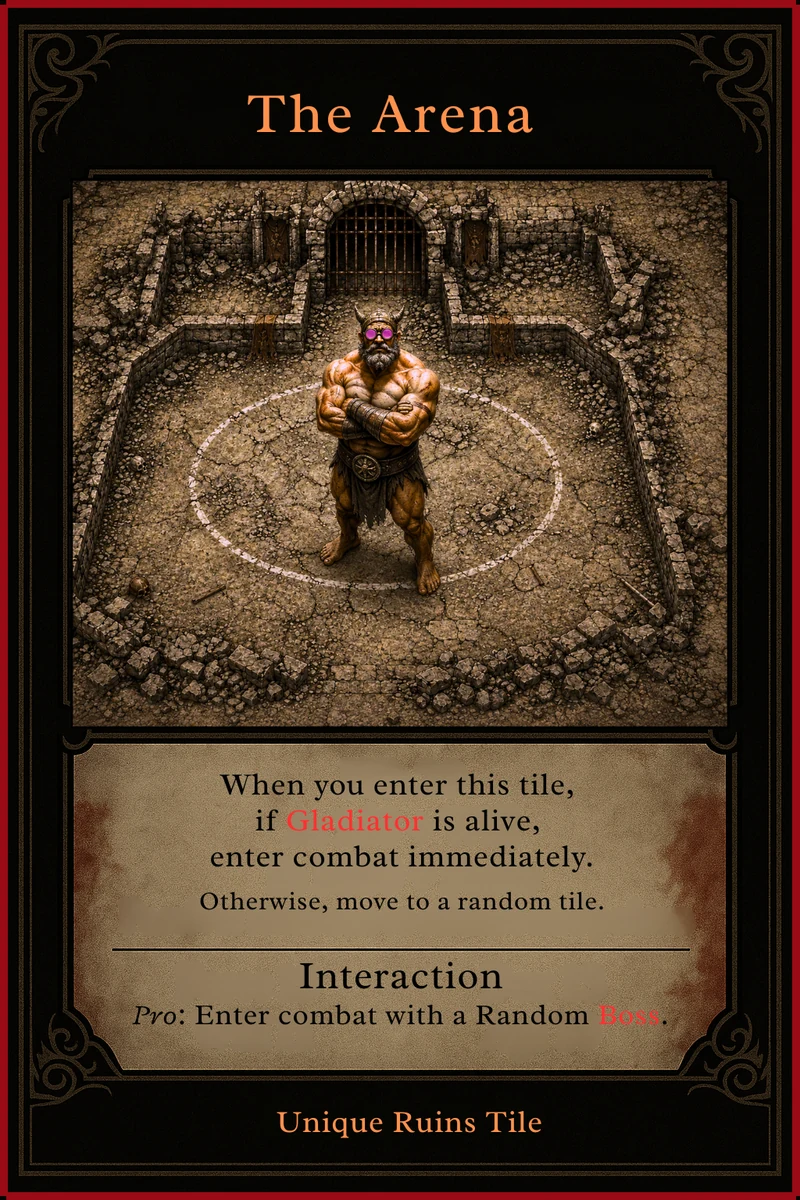 The Arena
When you enter this tile,
if Gladiator is alive,
enter combat immediately.
Otherwise, move to a random tile.
Interaction
Pro: Enter combat with a Random Boss.
Unique Ruins Tile